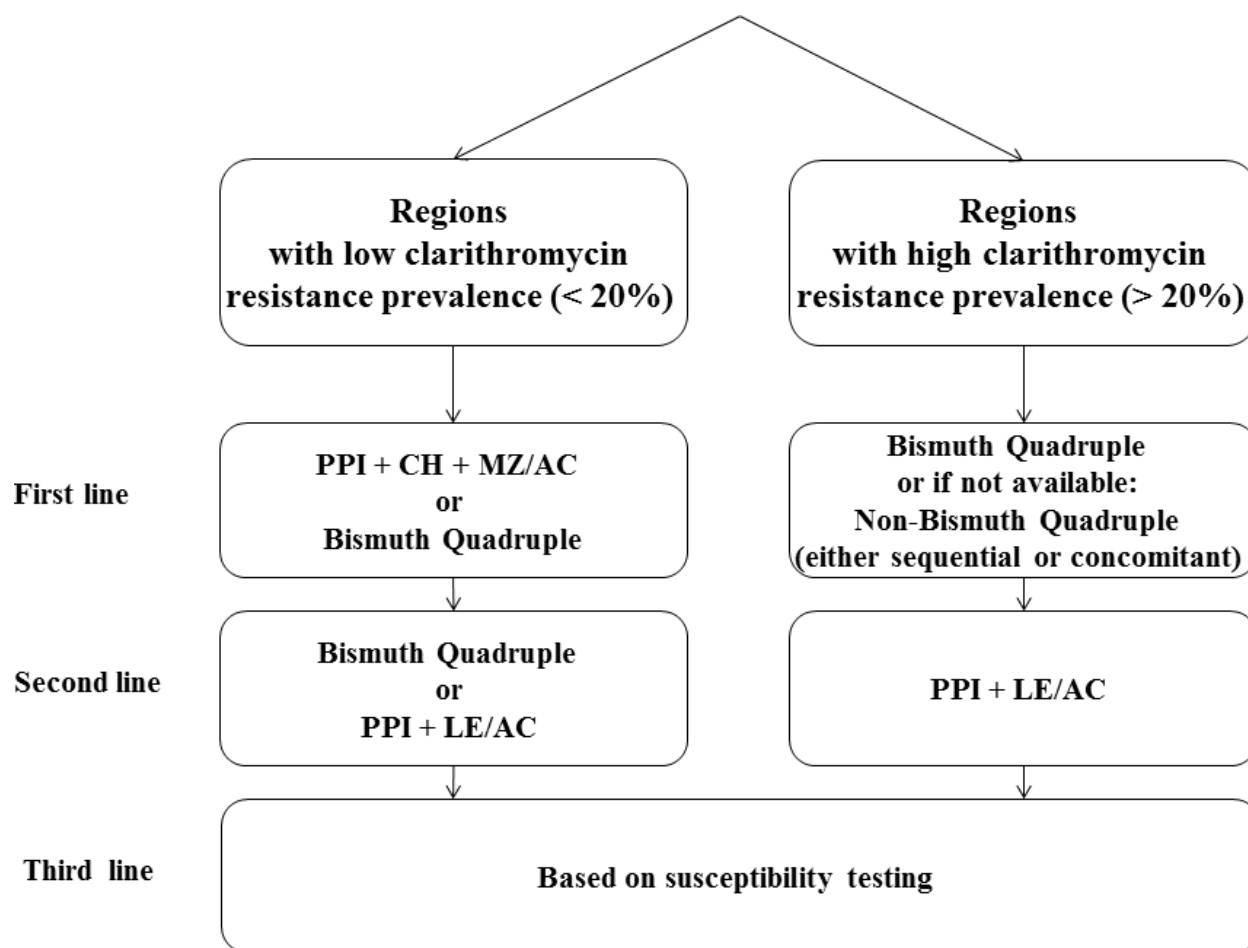 Regions
with low clarithromycin
resistance prevalence (< 20%)
Regions
with high clarithromycin
resistance prevalence (> 20%)
First line
PPI + CH + MZ/AC
or
Bismuth Quadruple
Bismuth Quadruple
or if not available:
Non-Bismuth Quadruple
(either sequential or concomitant)
Second line
Bismuth Quadruple
or
PPI + LE/AC
PPI + LE/AC
Third line
Based on susceptibility testing